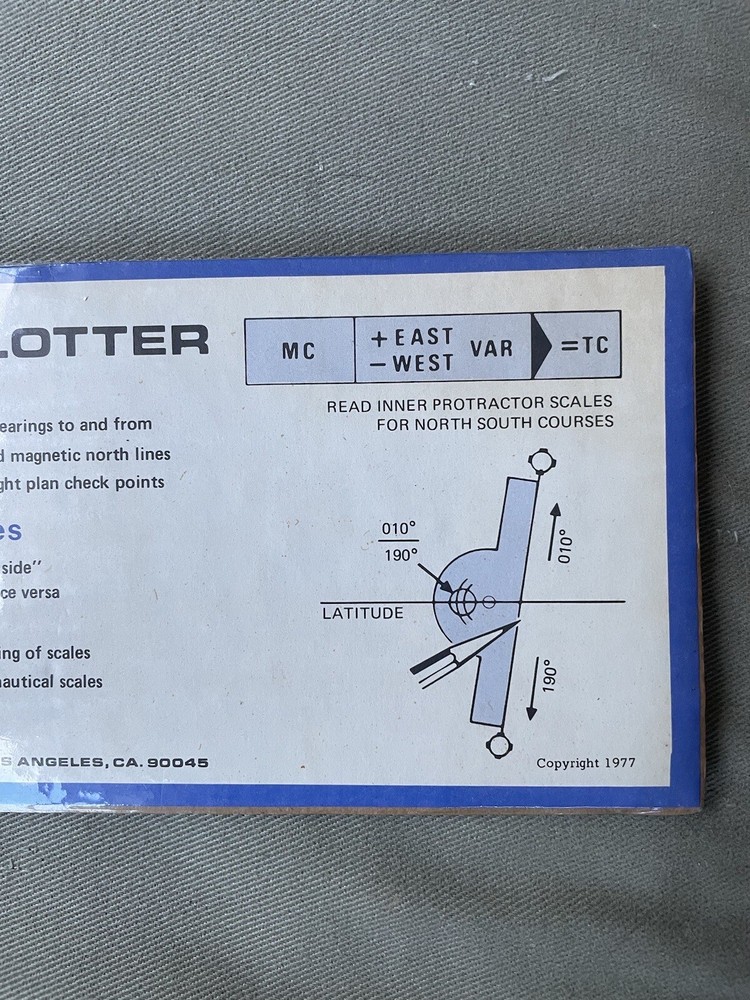 LOTTER
earings to and from
d magnetic north lines
ght plan check points
es
side"
ce versa
ing of scales
nautical scales
S ANGELES, CA. 90045
MC
+EAST
-WEST
VAR
=TC
READ INNER PROTRACTOR SCALES
FOR NORTH SOUTH COURSES
010°
190°
010°
LATITUDE
190°
Copyright 1977